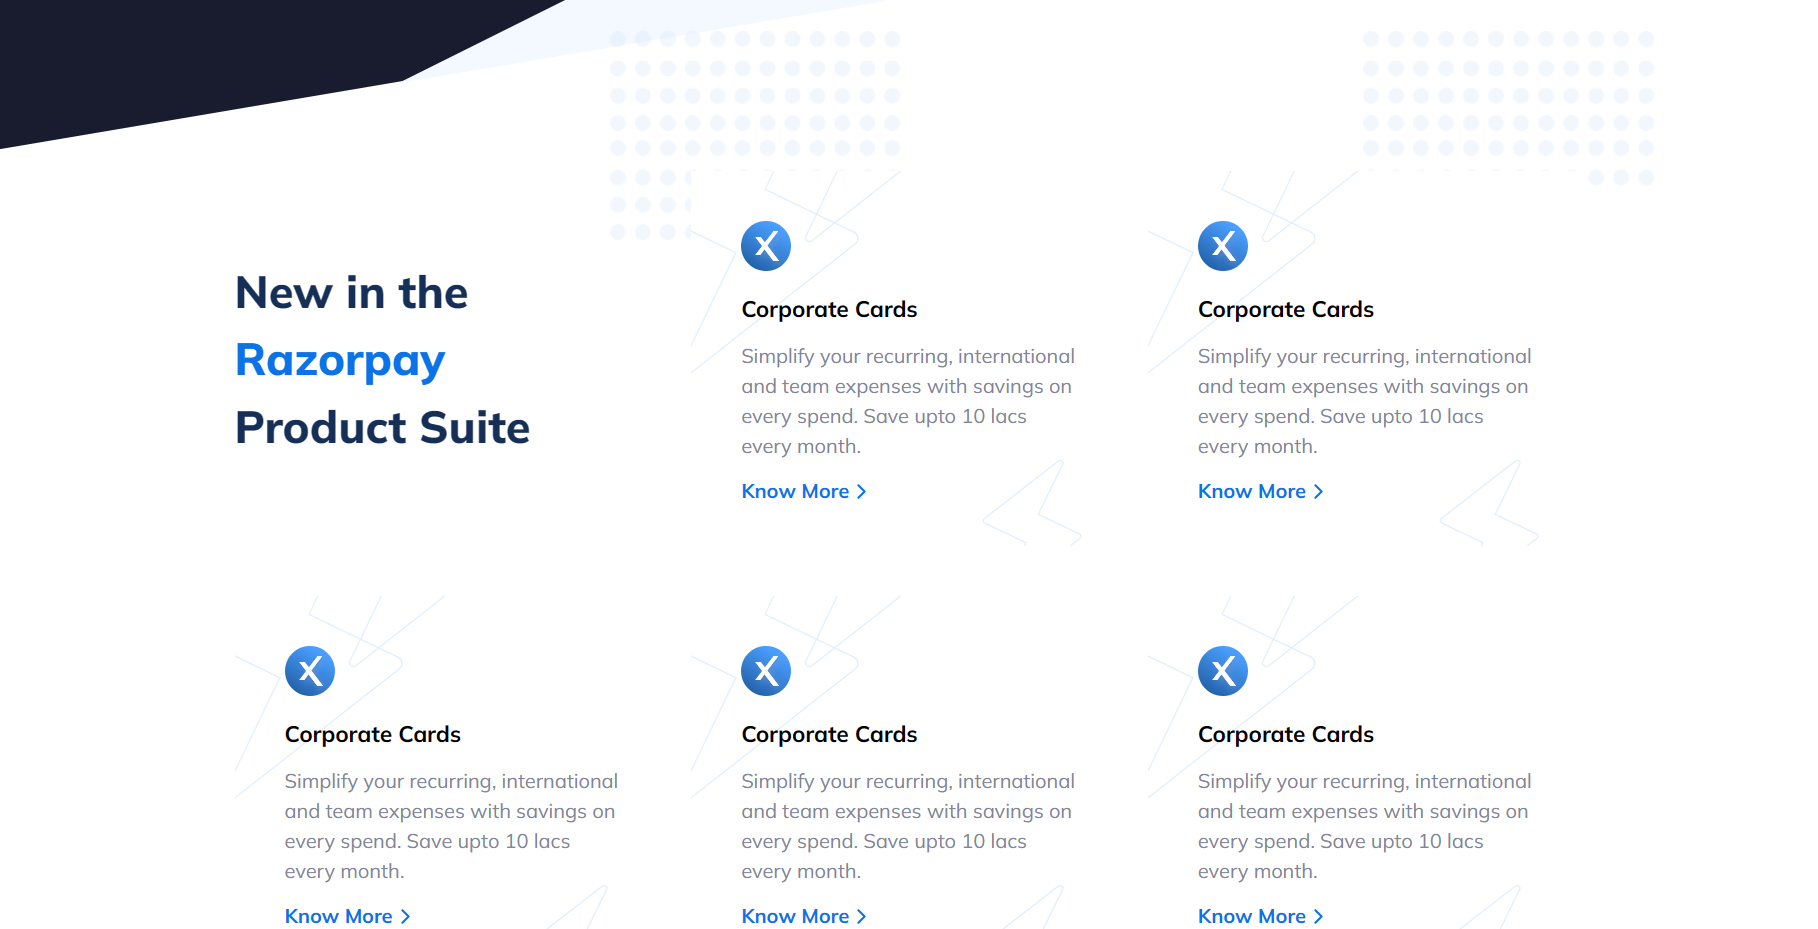 New in the
Razorpay
Product Suite
Corporate Cards
Simplify your recurring, international
and team expenses with savings on
every spend. Save upto 10 lacs
every month.
Know More
Corporate Cards
Simplify your recurring, international
and team expenses with savings on
every spend. Save upto 10 lacs
every month.
Know More
Corporate Cards
Simplify your recurring, international
and team expenses with savings on
every spend. Save upto 10 lacs
every month.
Know More
Corporate Cards
Simplify your recurring, international
and team expenses with savings on
every spend. Save upto 10 lacs
every month.
Know More
Corporate Cards
Simplify your recurring, international
and team expenses with savings on
every spend. Save upto 10 lacs
every month.
Know More